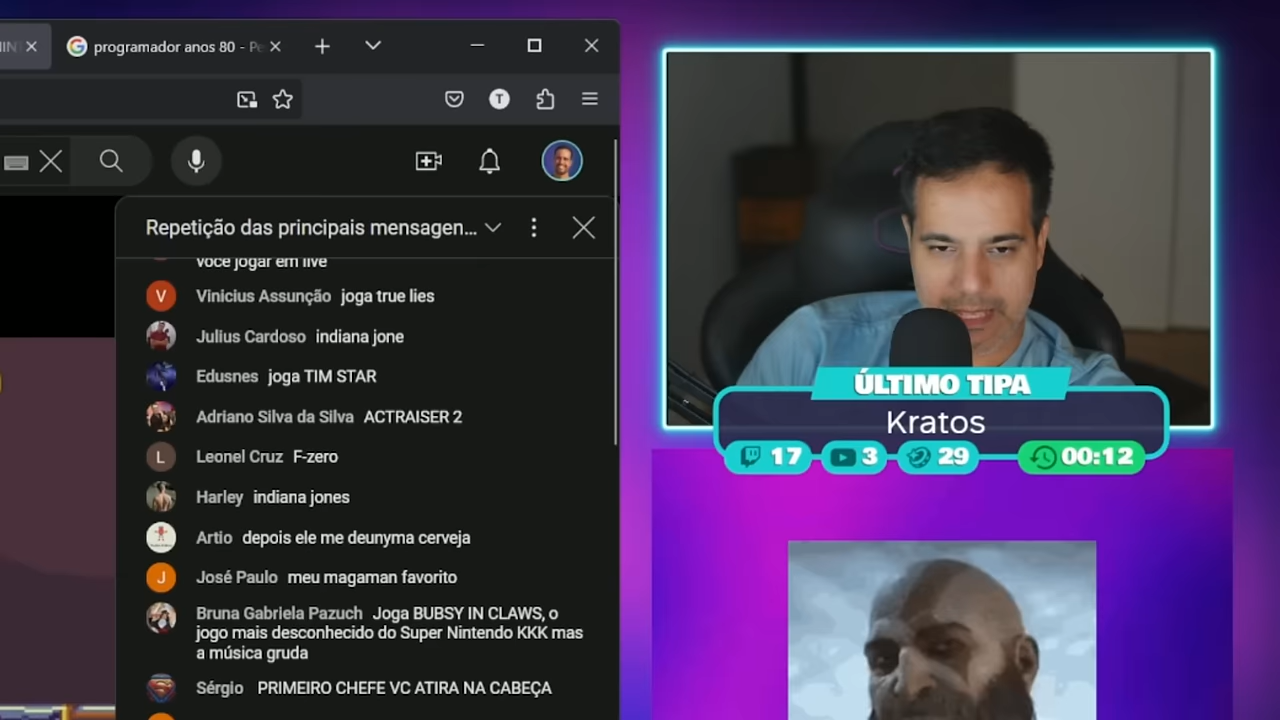 programador anos 80 - Pe
T
Repetição das principais mensagen...
voce jogar em live
V Vinicius Assunção joga true lies
Julius Cardoso indiana jone
Edusnes joga TIM STAR
Adriano Silva da Silva ACTRAISER 2
L Leonel Cruz F-zero
Harley indiana jones
Artio depois ele me deunyma cerveja
J José Paulo meu magaman favorito
Bruna Gabriela Pazuch Joga BUBSY IN CLAWS, o
jogo mais desconhecido do Super Nintendo KKK mas
a música gruda
Sérgio PRIMEIRO CHEFE VC ATIRA NA CABEÇA
ÚLTIMO TIPA
Kratos
17 3 29 00:12